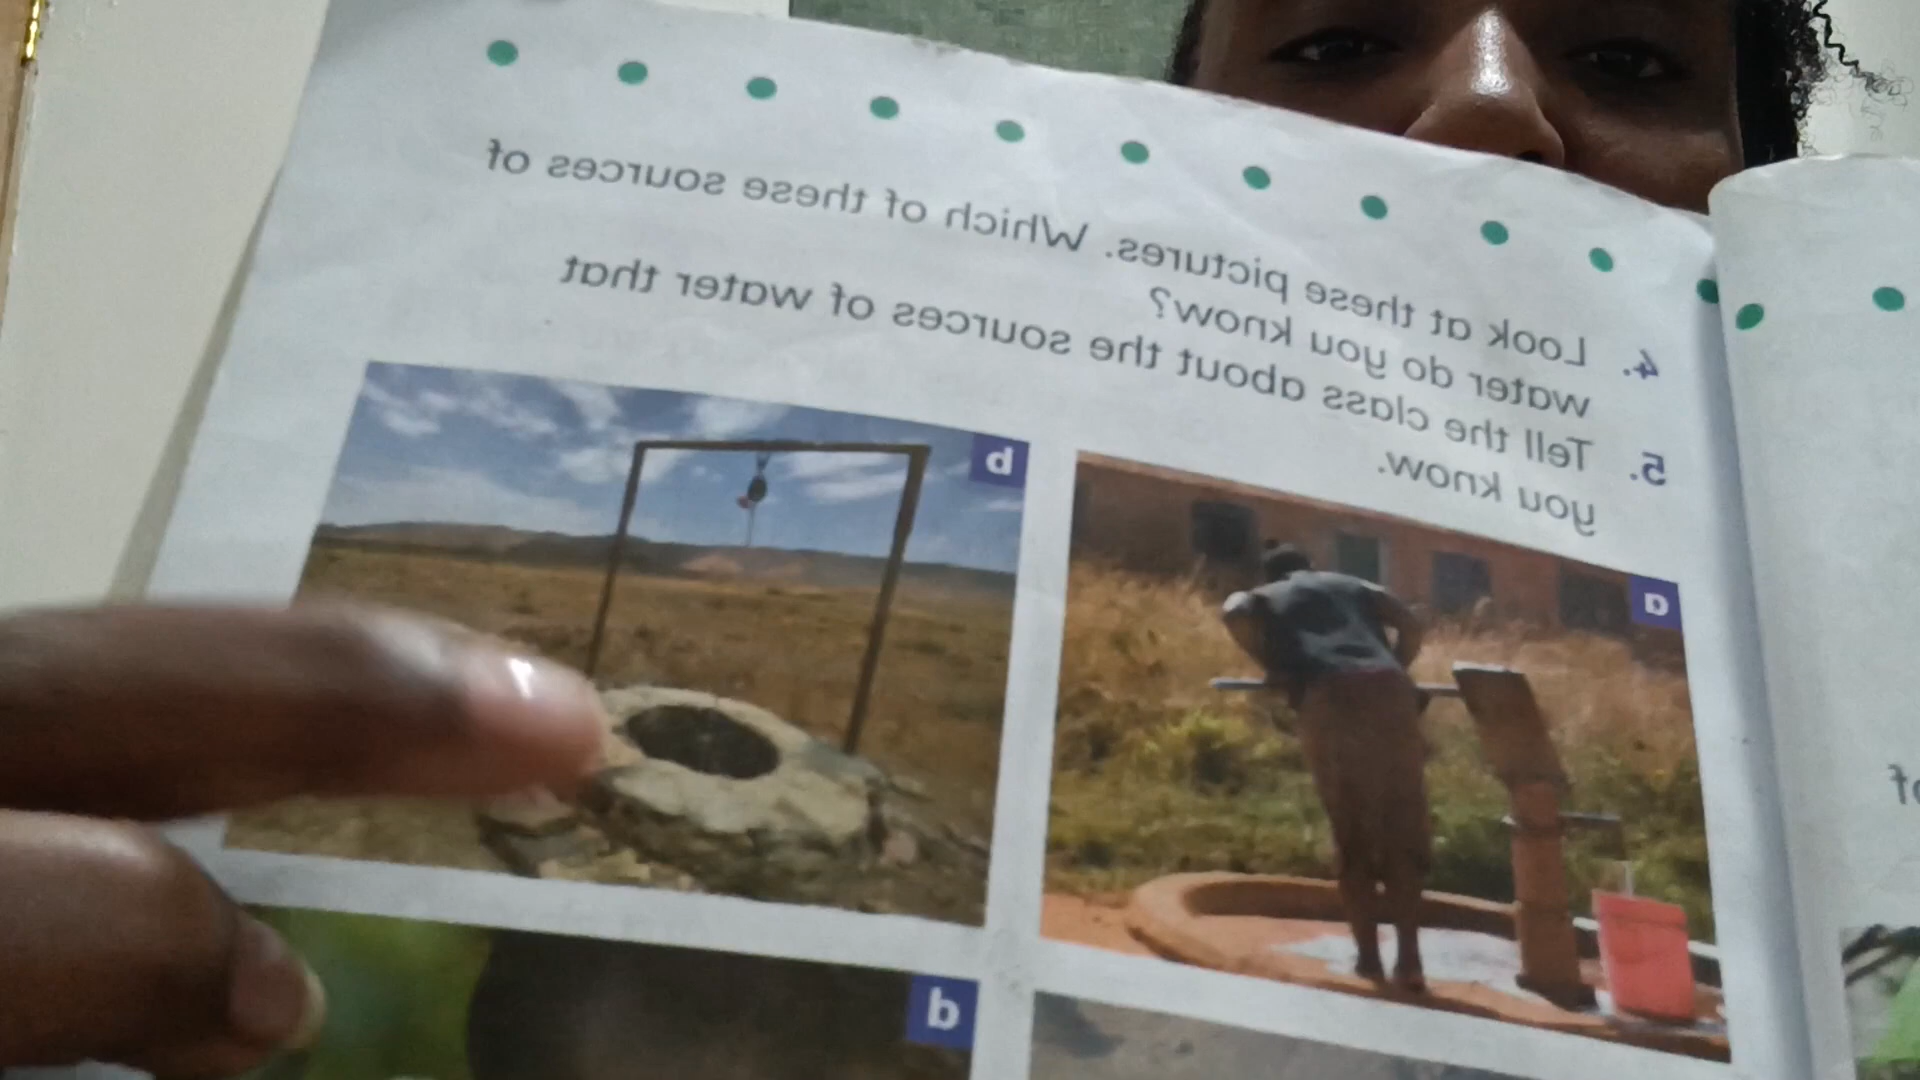 4. Look at these pictures. Which of these sources of
water do you know?
5. Tell the class about the sources of water that
you know.
a
b
d